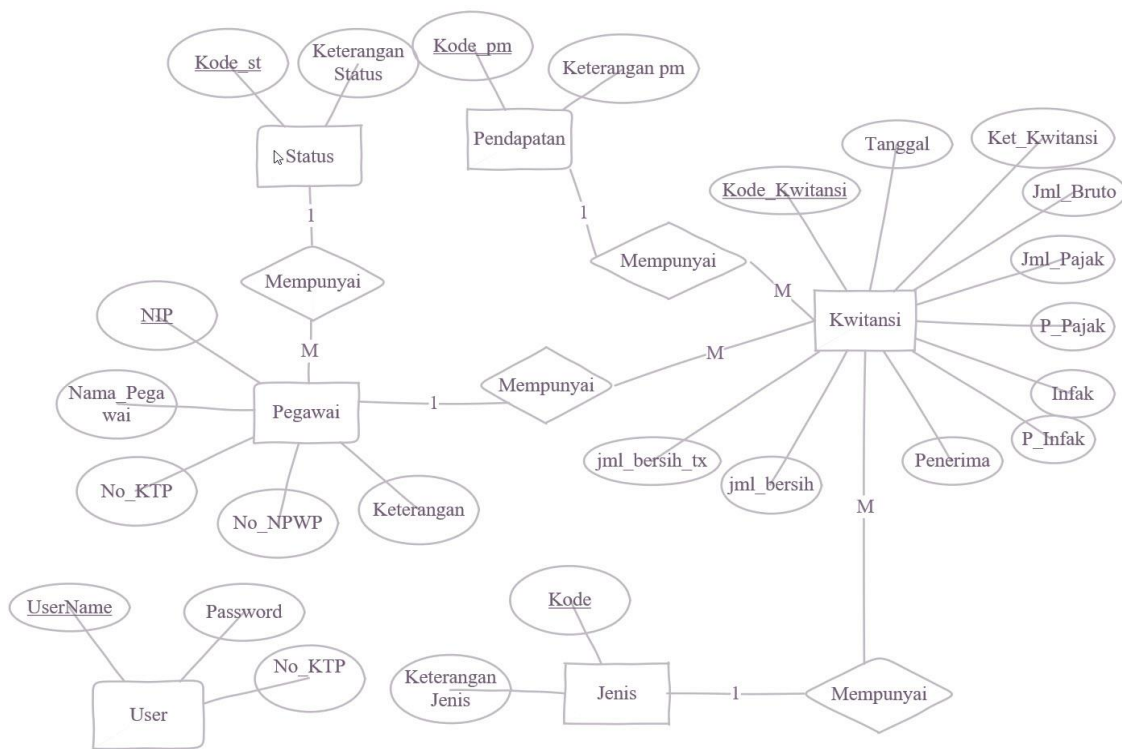 Kode_st
Keterangan
Status
Kode_pm
Keterangan pm
Status
Pendapatan
Tanggal
Ket_Kwitansi
Kode_Kwitansi
Jml_Bruto
1
1
Mempunyai
Mempunyai
Jml_Pajak
M
NIP
Kwitansi
P_Pajak
M
M
Nama_Pega
wai
Pegawai
1
Mempunyai
Infak
P_Infak
No_KTP
No_NPWP
Keterangan
jml_bersih_tx
jml_bersih
Penerima
M
UserName
Password
No_KTP
User
Kode
Keterangan
Jenis
Jenis
1
Mempunyai